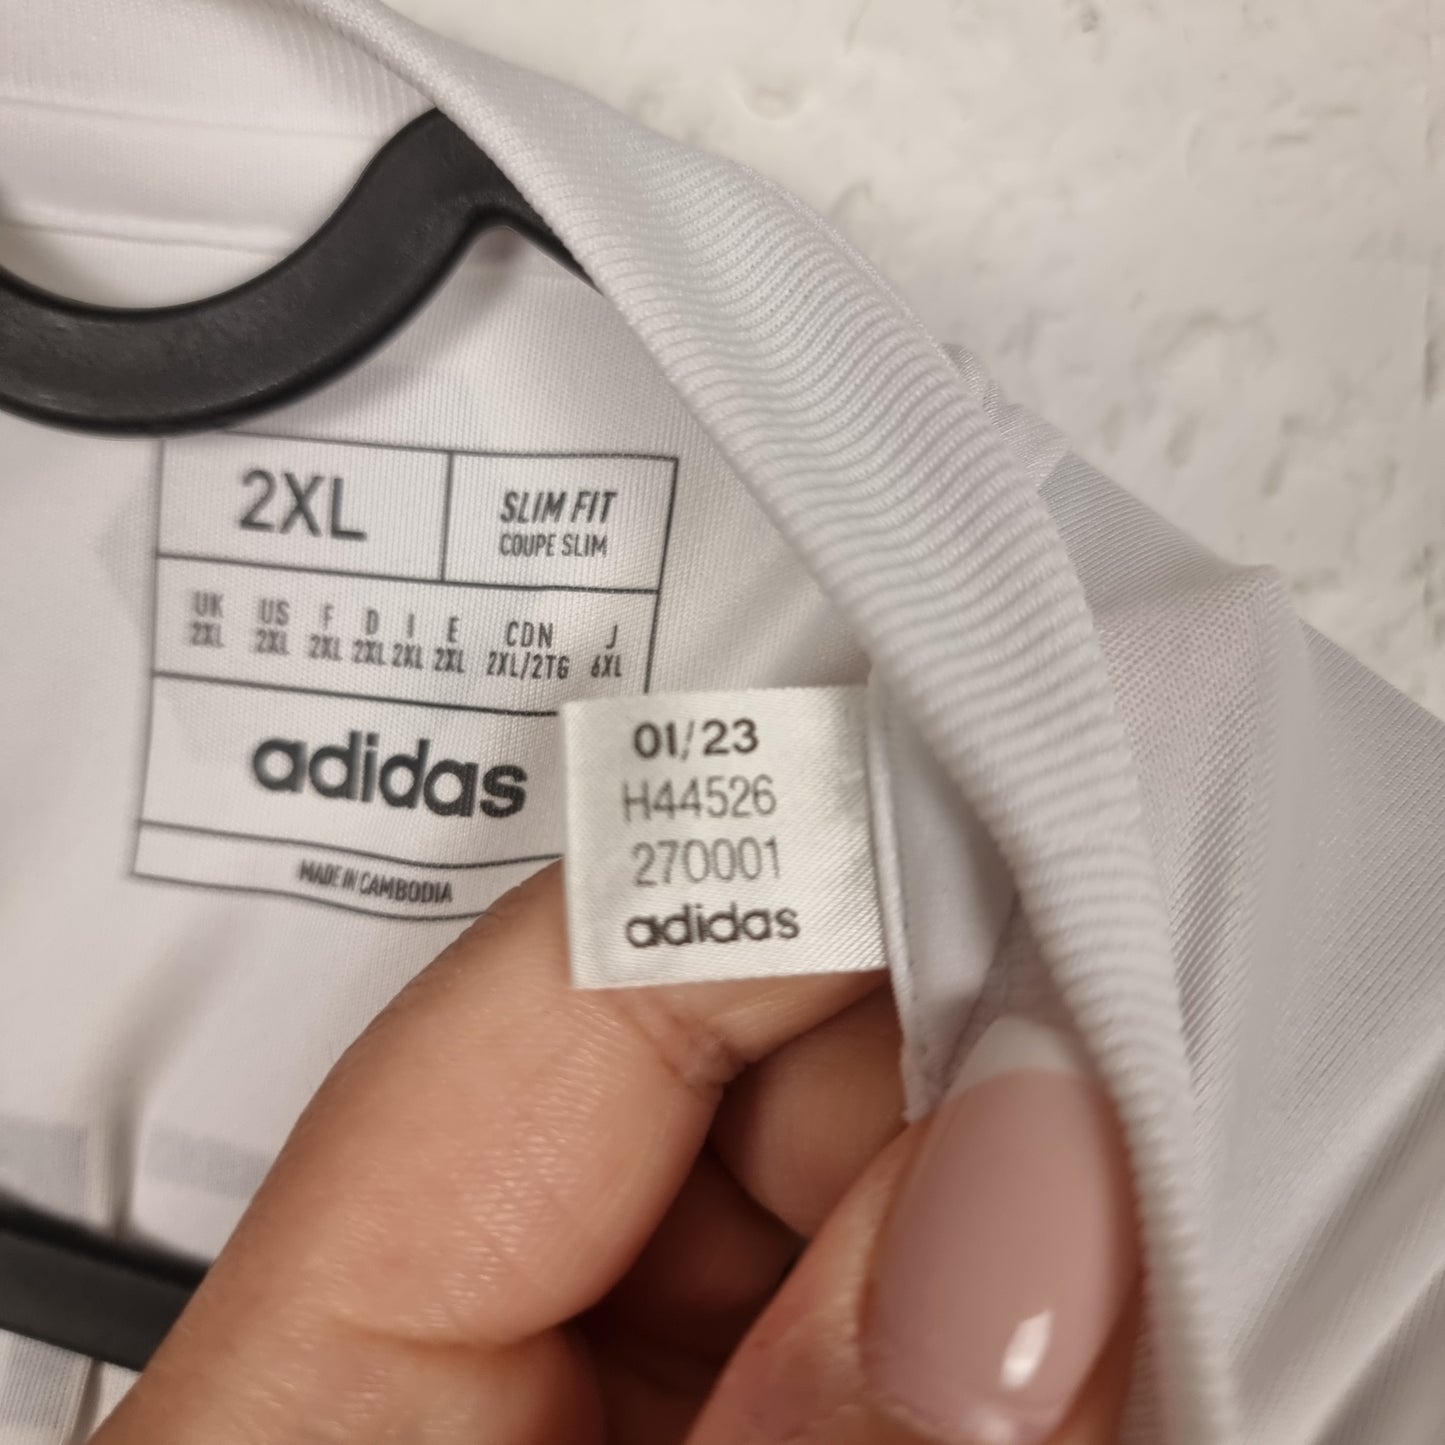 2XL
SLIM FIT
COUPE SLIM
UK US F D I E CDN J
2XL 2XL 2XL 2XL 2XL 2XL 2XL/2TG 6XL
adidas
MADE IN CAMBODIA
01/23
H44526
270001
adidas